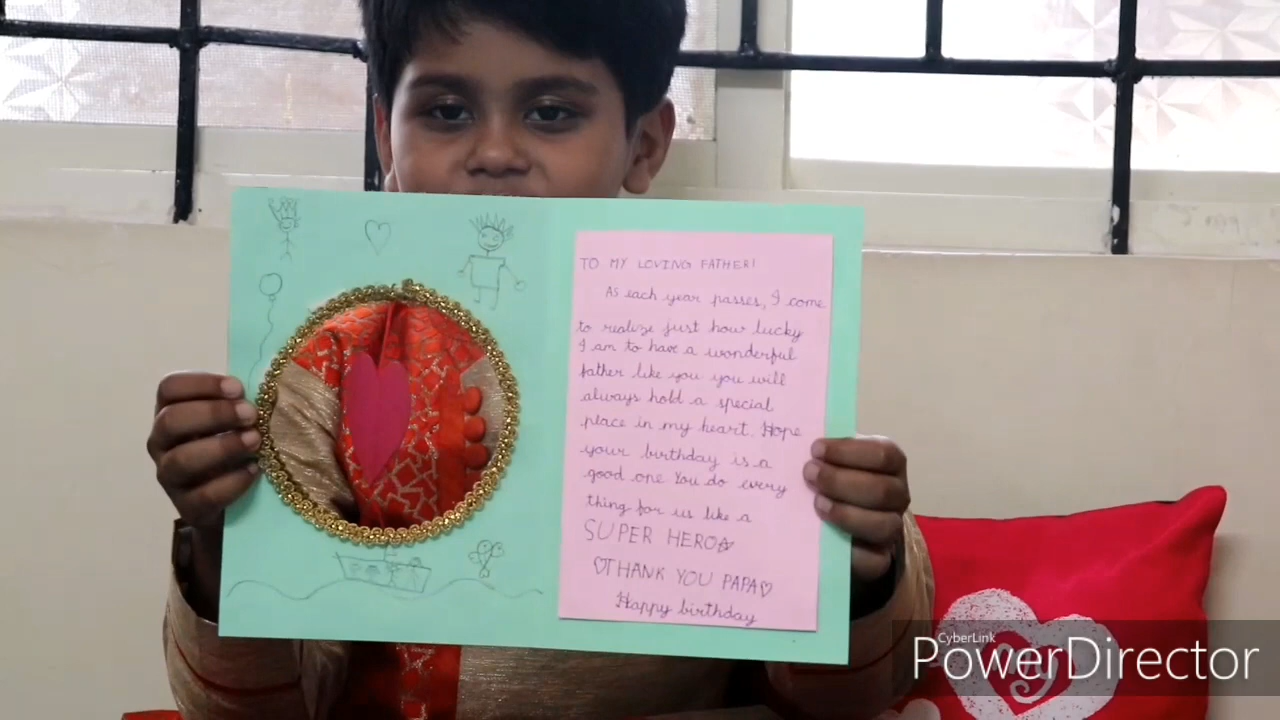 TO MY LOVING FATHER!
As each year passes, I come
to realize just how lucky
I am to have a wonderful
father like you you will
always hold a special
place in my heart. Hope
your birthday is a
good one You do every
thing for us like a
SUPER HERO☆
♡THANK YOU PAPA♡
Happy birthday
CyberLink
PowerDirector